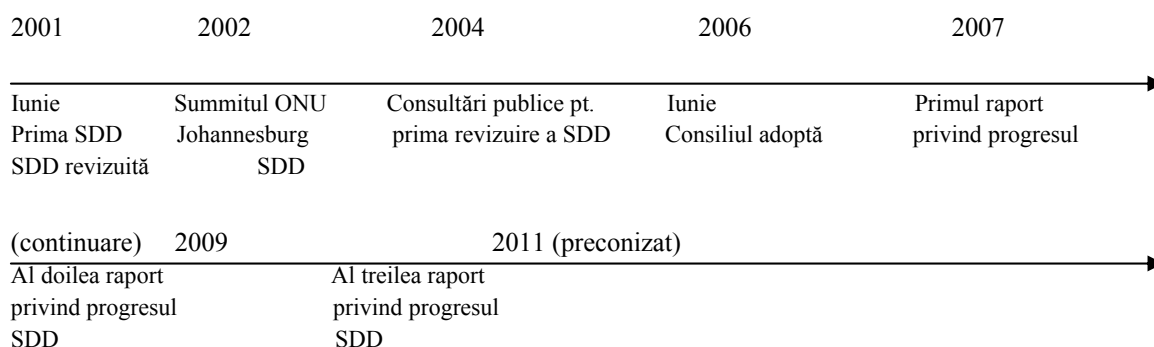 2001 2002 2004 2006 2007
Iunie Summitul ONU Consultări publice pt. Iunie Primul raport
Prima SDD Johannesburg prima revizuire a SDD Consiliul adoptă privind progresul
SDD revizuită SDD
(continuare) 2009 2011 (preconizat)
Al doilea raport Al treilea raport
privind progresul privind progresul
SDD SDD